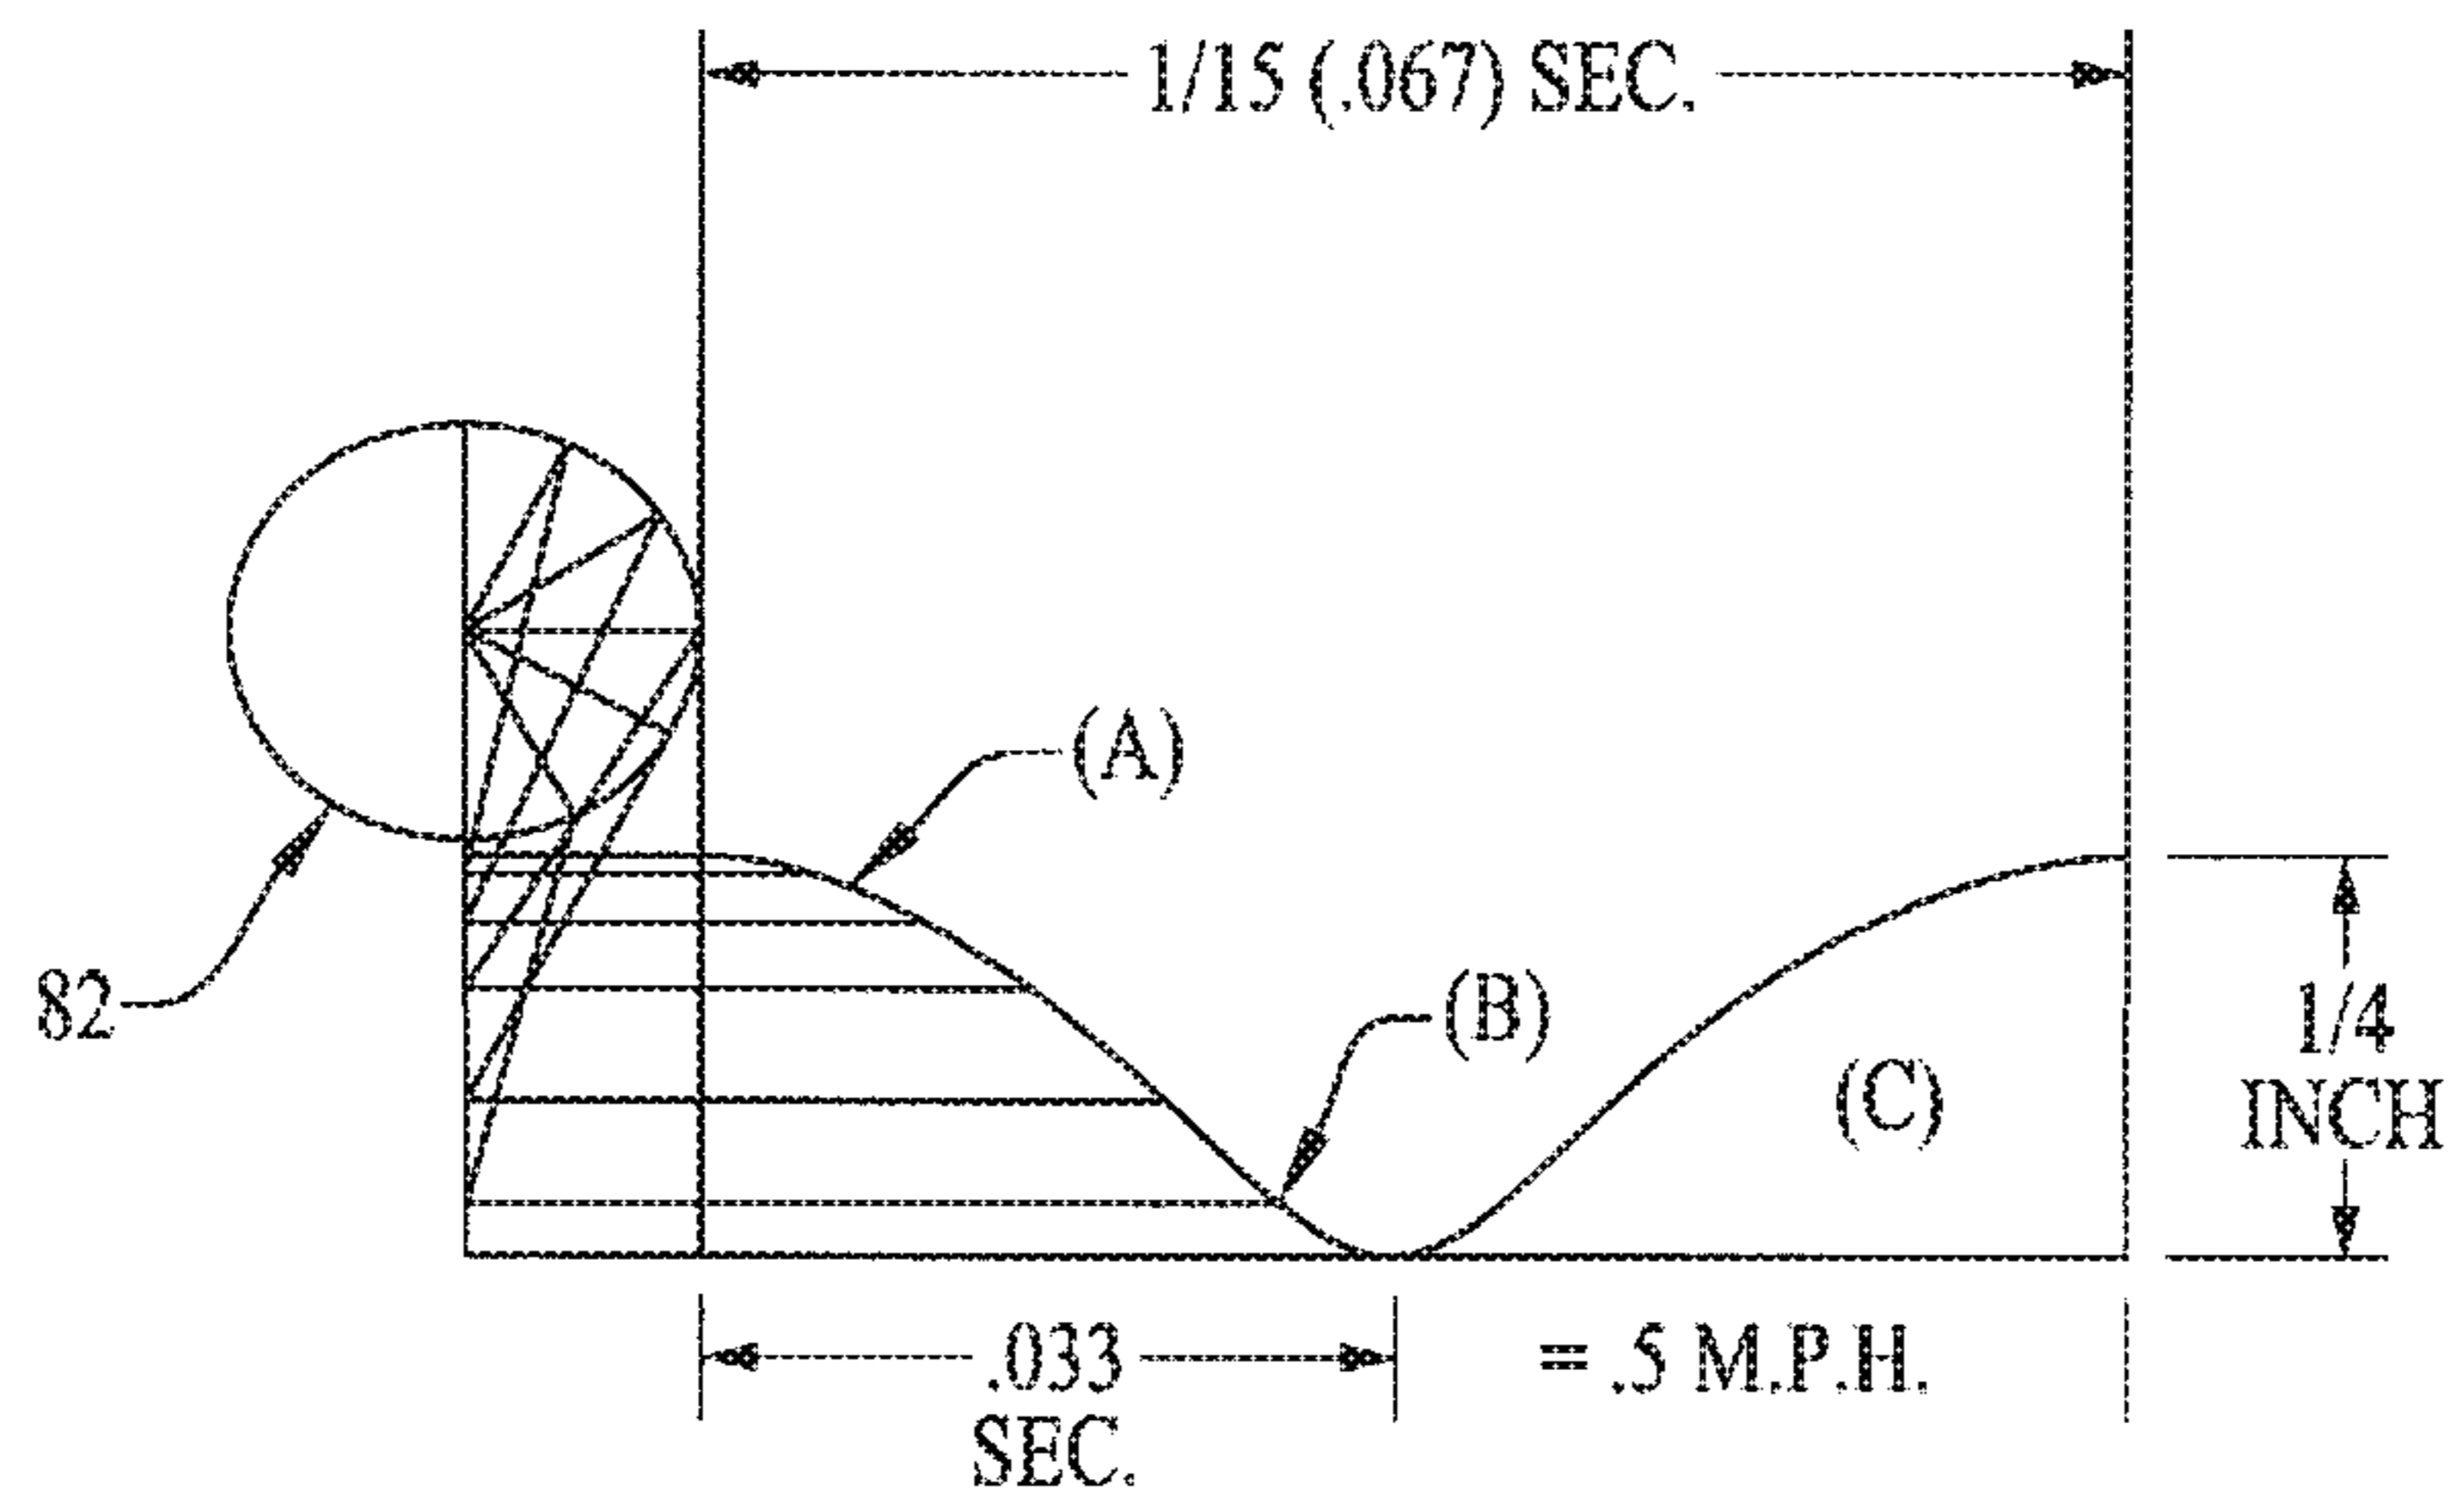 1/15 (.067) SEC.
(A)
82
(B)
(C)
1/4
INCH
.033
SEC.
= .5 M.P.H.